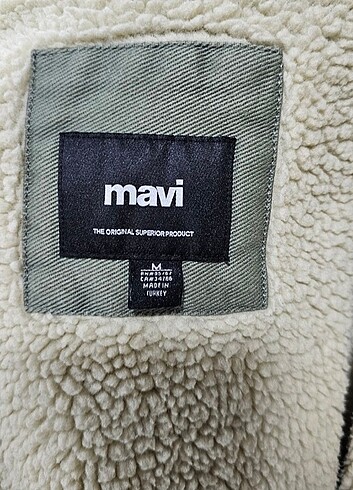 mavi
THE ORIGINAL SUPERIOR PRODUCT
M
MADE IN
TURKEY